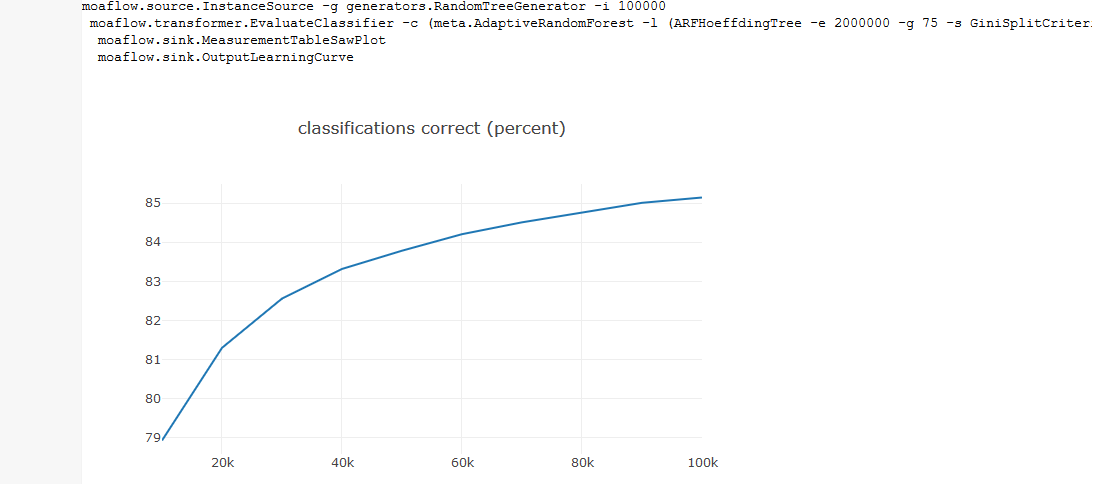 moaflow.source.InstanceSource -g generators.RandomTreeGenerator -i 100000
moaflow.transformer.EvaluateClassifier -c (meta.AdaptiveRandomForest -l (ARFHoeffdingTree -e 2000000 -g 75 -s GiniSplitCriter
moaflow.sink.MeasurementTableSawPlot
moaflow.sink.OutputLearningCurve
classifications correct (percent)
85
84
83
82
81
80
79
20k 40k 60k 80k 100k